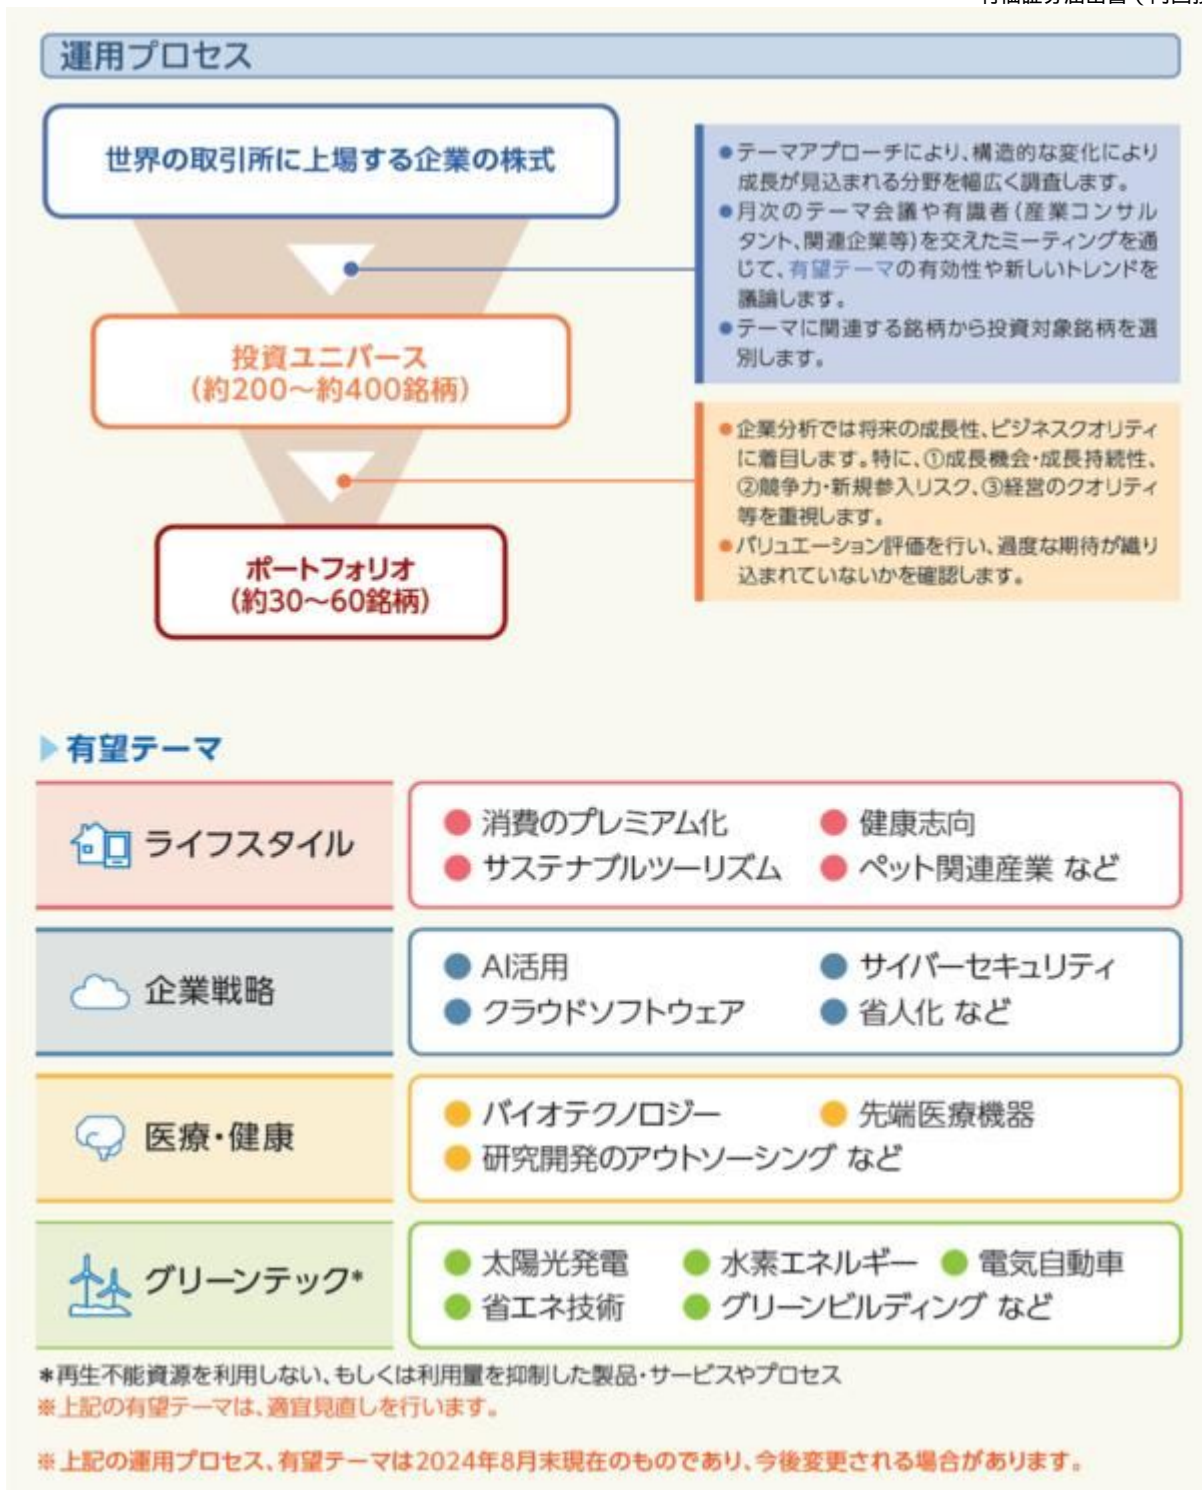 運用プロセス
世界の取引所に上場する企業の株式
●テーマアプローチにより、構造的な変化により
成長が見込まれる分野を幅広く調査します。
●月次のテーマ会議や有識者(産業コンサル
タント、関連企業等)を交えたミーティングを通
じて、有望テーマの有効性や新しいトレンドを
議論します。
●テーマに関連する銘柄から投資対象銘柄を選
別します。
投資ユニバース
(約200〜約400銘柄)
●企業分析では将来の成長性、ビジネスクオリティ
に着目します。特に、①成長機会・成長持続性、
②競争力・新規参入リスク、③経営のクオリティ
等を重視します。
●バリュエーション評価を行い、過度な期待が織り
込まれていないかを確認します。
ポートフォリオ
(約30〜60銘柄)
有望テーマ
ライフスタイル
● 消費のプレミアム化 ● 健康志向
● サステナブルツーリズム ● ペット関連産業 など
企業戦略
● AI活用 ● サイバーセキュリティ
● クラウドソフトウェア ● 省人化 など
医療・健康
● バイオテクノロジー ● 先端医療機器
● 研究開発のアウトソーシング など
グリーンテック*
● 太陽光発電 ● 水素エネルギー ● 電気自動車
● 省エネ技術 ● グリーンビルディング など
*再生不能資源を利用しない、もしくは利用量を抑制した製品・サービスやプロセス
※上記の有望テーマは、適宜見直しを行います。
※上記の運用プロセス、有望テーマは2024年8月末現在のものであり、今後変更される場合があります。